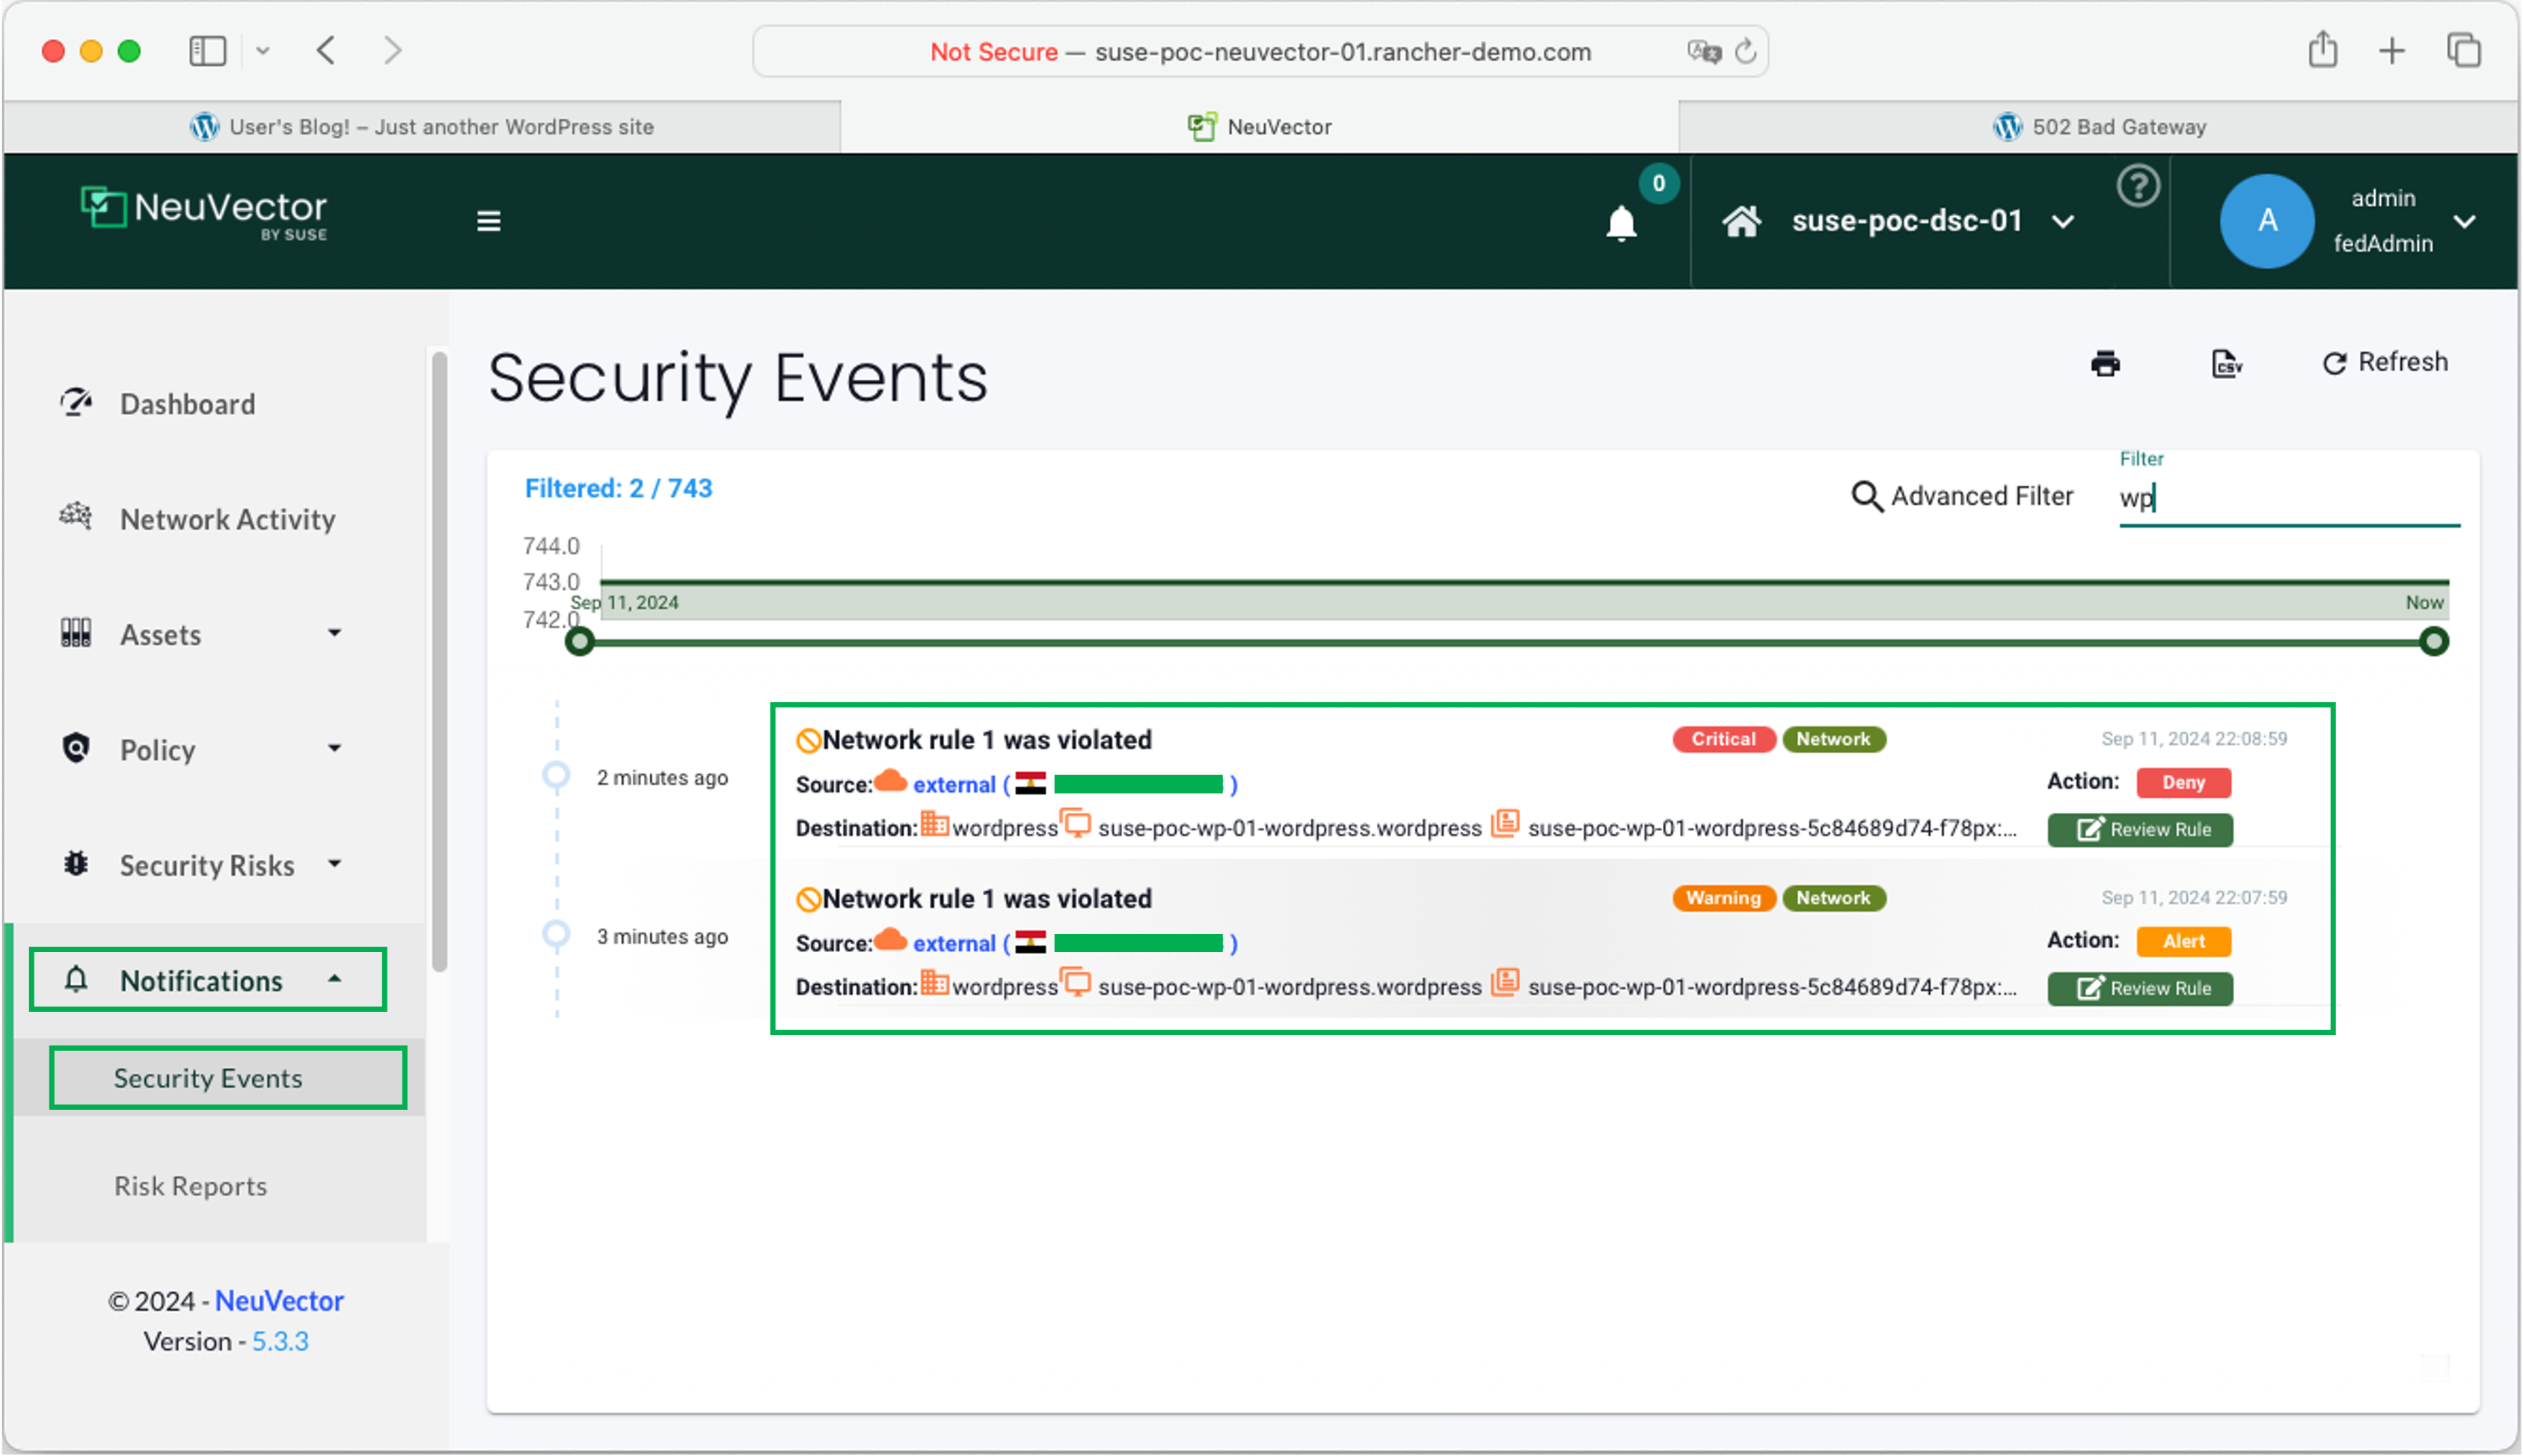 Not Secure — suse-poc-neuvector-01.rancher-demo.com
User's Blog! – Just another WordPress site
NeuVector
502 Bad Gateway
NeuVector
BY SUSE
0
suse-poc-dsc-01
A
admin
fedAdmin
Dashboard
Network Activity
Assets
Policy
Security Risks
Notifications
Security Events
Risk Reports
© 2024 - NeuVector
Version - 5.3.3
Security Events
CSV
Refresh
Filtered: 2 / 743
Advanced Filter
Filter
wp
744.0
743.0
742.0
Sep 11, 2024
Now
2 minutes ago
Network rule 1 was violated
Critical
Network
Sep 11, 2024 22:08:59
Source: external ( )
Action: Deny
Destination: wordpress suse-poc-wp-01-wordpress.wordpress suse-poc-wp-01-wordpress-5c84689d74-f78px:...
Review Rule
3 minutes ago
Network rule 1 was violated
Warning
Network
Sep 11, 2024 22:07:59
Source: external ( )
Action: Alert
Destination: wordpress suse-poc-wp-01-wordpress.wordpress suse-poc-wp-01-wordpress-5c84689d74-f78px:...
Review Rule